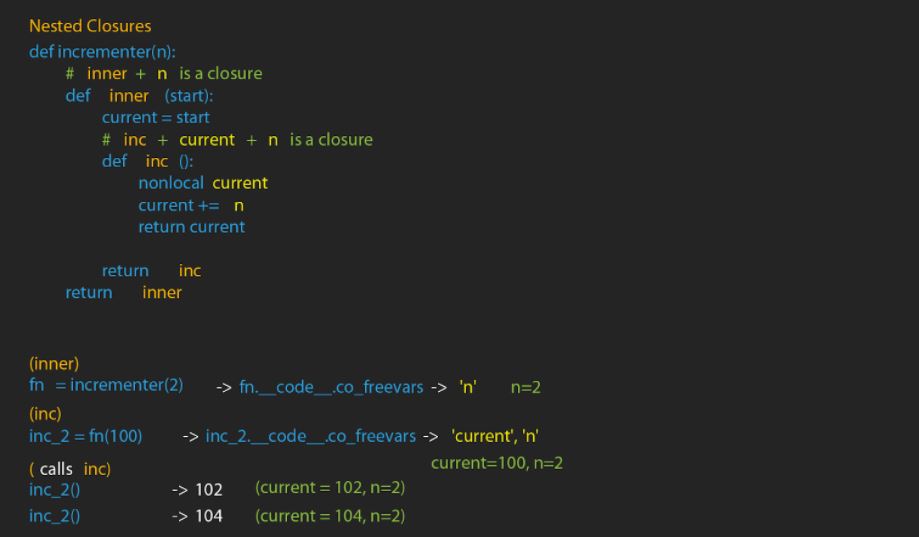 Nested Closures
def incrementer(n):
# inner + n is a closure
def inner (start):
current = start
# inc + current + n is a closure
def inc ():
nonlocal current
current += n
return current
return inc
return inner
(inner)
fn = incrementer(2) -> fn.__code__.co_freevars -> 'n' n=2
(inc)
inc_2 = fn(100) -> inc_2.__code__.co_freevars -> 'current', 'n'
current=100, n=2
( calls inc)
inc_2() -> 102 (current = 102, n=2)
inc_2() -> 104 (current = 104, n=2)